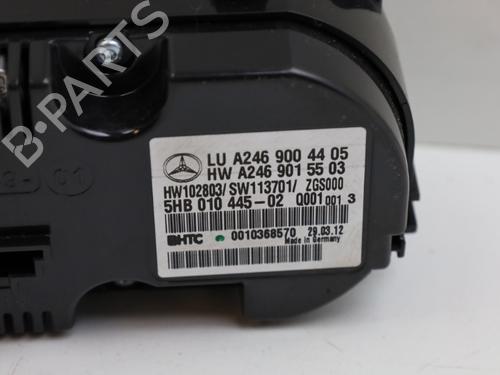 B-PARTS
LU A246 900 44 05
HW A246 901 55 03
HW102803/ SW113701/ ZGS000
5HB 010 445-02 Q001 001 3
BHTC 0010368570 29.03.12
Made in Germany